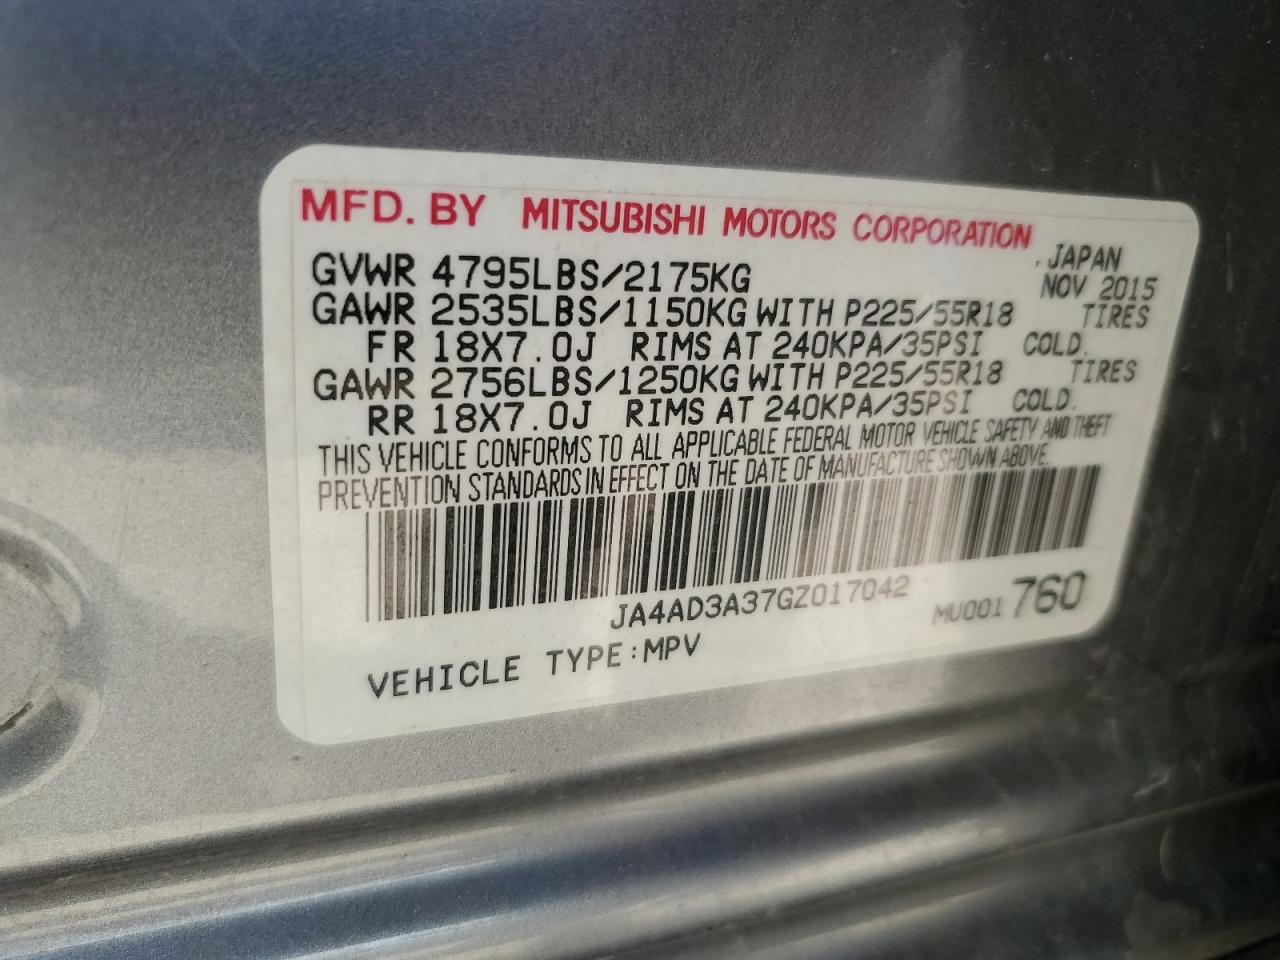 MFD. BY MITSUBISHI MOTORS CORPORATION
JAPAN
GVWR 4795LBS/2175KG NOV 2015
GAWR 2535LBS/1150KG WITH P225/55R18 TIRES
FR 18X7.0J RIMS AT 240KPA/35PSI COLD.
GAWR 2756LBS/1250KG WITH P225/55R18 TIRES
RR 18X7.0J RIMS AT 240KPA/35PSI COLD.
THIS VEHICLE CONFORMS TO ALL APPLICABLE FEDERAL MOTOR VEHICLE SAFETY AND THEFT
PREVENTION STANDARDS IN EFFECT ON THE DATE OF MANUFACTURE SHOWN ABOVE.
JA4AD3A37GZ017042 MU001 760
VEHICLE TYPE:MPV